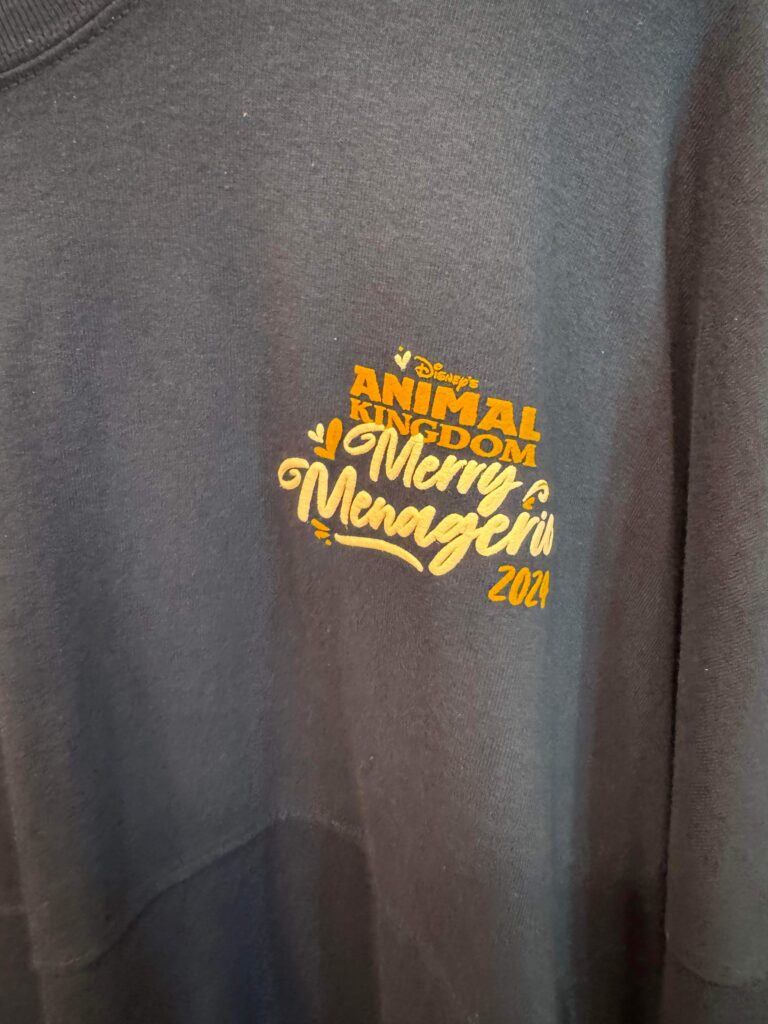 Disney's
ANIMAL
KINGDOM
Merry
Menagerie
2024